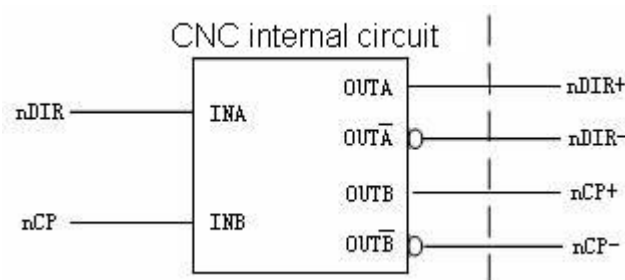 CNC internal circuit
OUTA nDIR+
nDIR INA
OUTA̅ nDIR-
OUTB nCP+
nCP INB
OUTB̅ nCP-